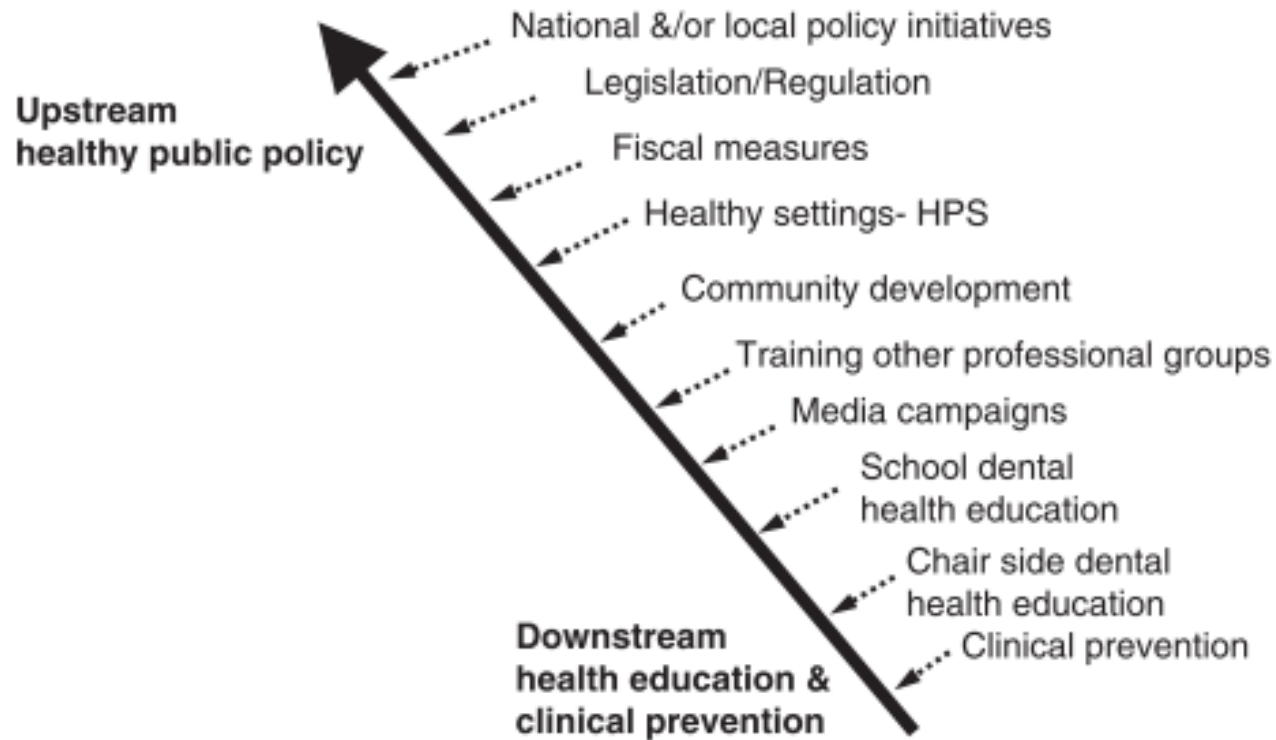 National &/or local policy initiatives
Legislation/Regulation
Upstream
healthy public policy
Fiscal measures
Healthy settings- HPS
Community development
Training other professional groups
Media campaigns
School dental
health education
Chair side dental
health education
Clinical prevention
Downstream
health education &
clinical prevention